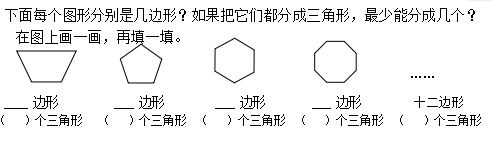 下面每个图形分别是几边形？如果把它们都分成三角形，最少能分成几个？
在图上画一画，再填一填。
......
___ 边形 ___ 边形 ___ 边形 ___ 边形 十二边形
（ ）个三角形 （ ）个三角形 （ ）个三角形 （ ）个三角形 （ ）个三角形